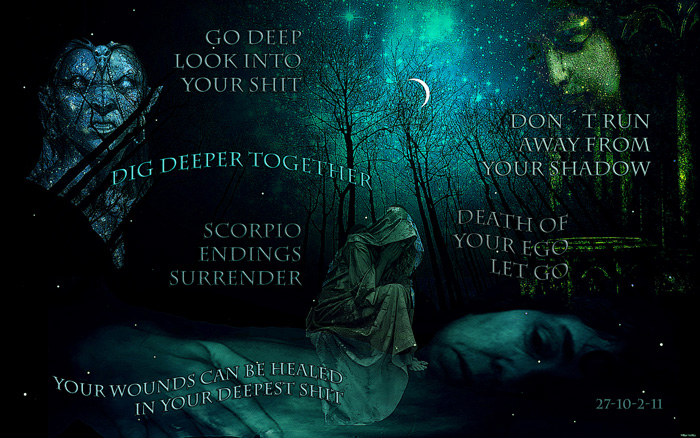 GO DEEP
LOOK INTO
YOUR SHIT
DON´T RUN
AWAY FROM
YOUR SHADOW
DIG DEEPER TOGETHER
SCORPIO
ENDINGS
SURRENDER
DEATH OF
YOUR EGO
LET GO
YOUR WOUNDS CAN BE HEALED
IN YOUR DEEPEST SHIT
27-10-2-11